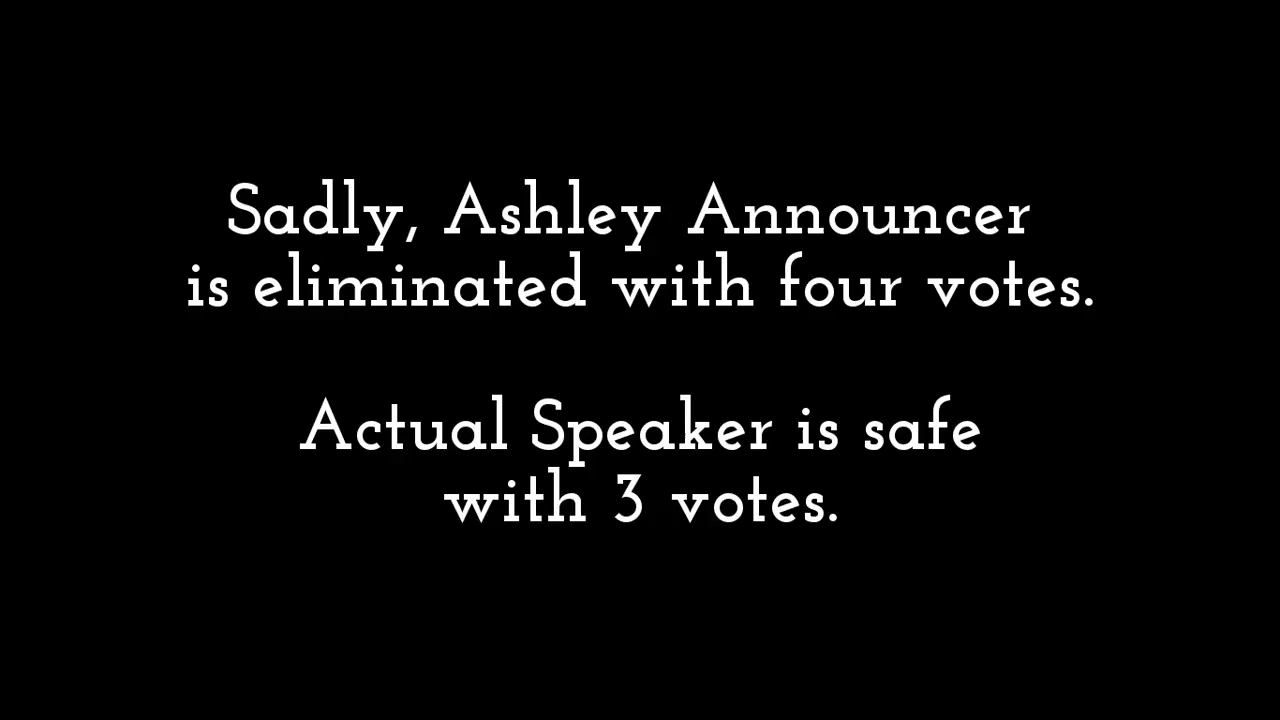 Sadly, Ashley Announcer
is eliminated with four votes.
Actual Speaker is safe
with 3 votes.